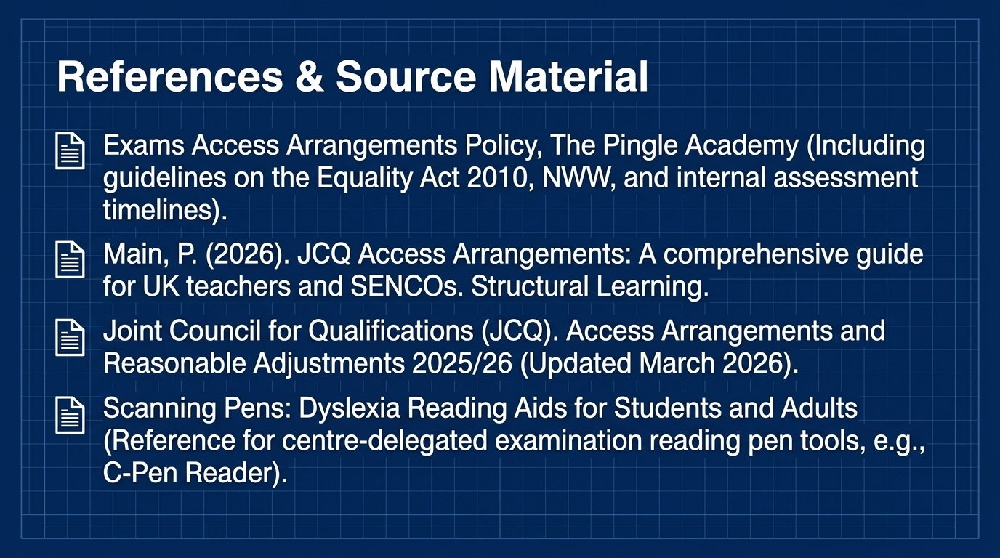 References & Source Material
Exams Access Arrangements Policy, The Pingle Academy (Including
guidelines on the Equality Act 2010, NWW, and internal assessment
timelines).
Main, P. (2026). JCQ Access Arrangements: A comprehensive guide
for UK teachers and SENCOs. Structural Learning.
Joint Council for Qualifications (JCQ). Access Arrangements and
Reasonable Adjustments 2025/26 (Updated March 2026).
Scanning Pens: Dyslexia Reading Aids for Students and Adults
(Reference for centre-delegated examination reading pen tools, e.g.,
C-Pen Reader).